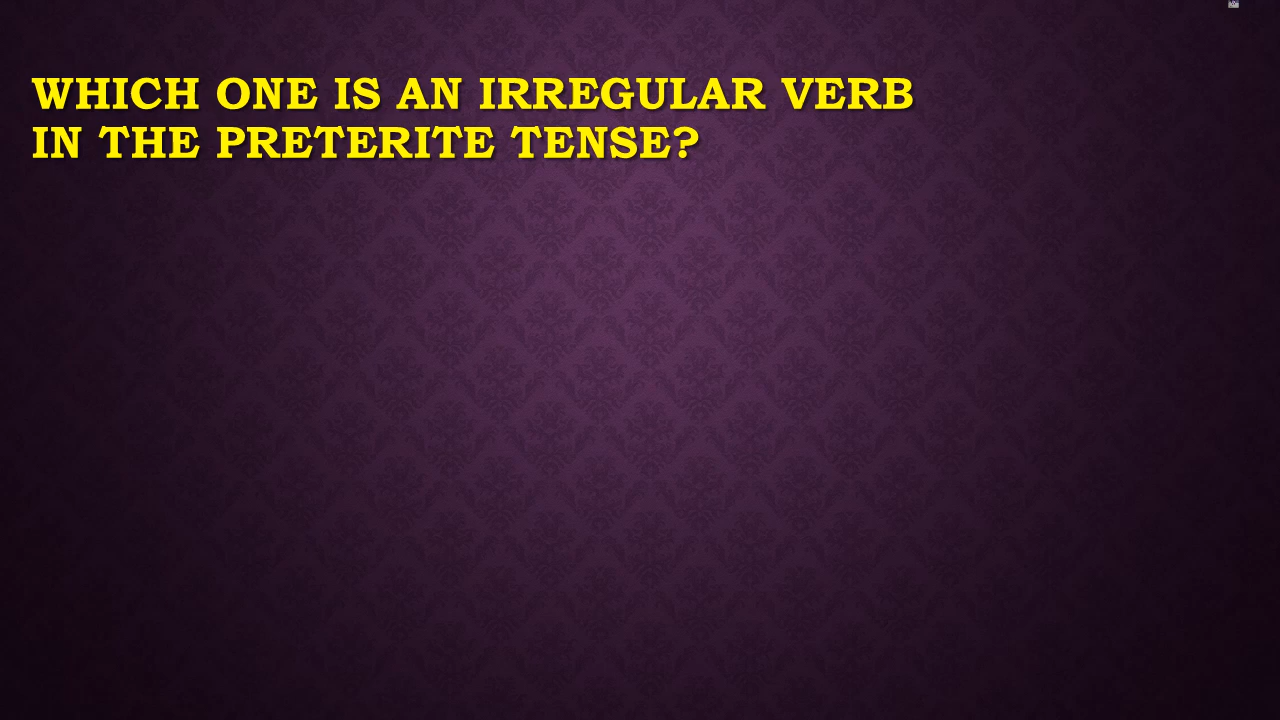 WHICH ONE IS AN IRREGULAR VERB
IN THE PRETERITE TENSE?